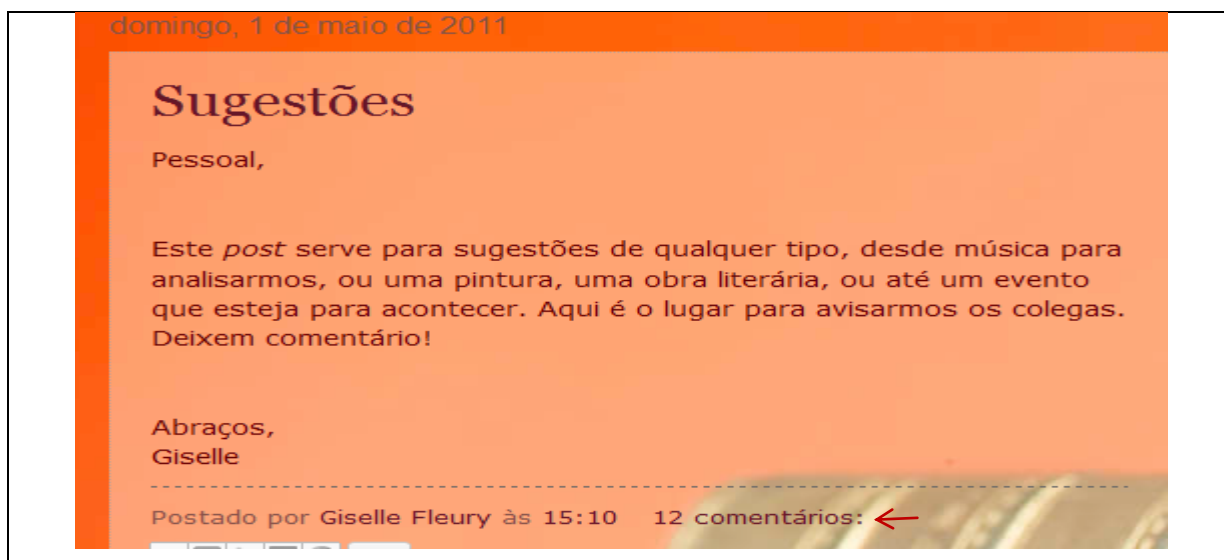 domingo, 1 de maio de 2011
Sugestões
Pessoal,
Este post serve para sugestões de qualquer tipo, desde música para
analisarmos, ou uma pintura, uma obra literária, ou até um evento
que esteja para acontecer. Aqui é o lugar para avisarmos os colegas.
Deixem comentário!
Abraços,
Giselle
Postado por Giselle Fleury às 15:10 12 comentários: